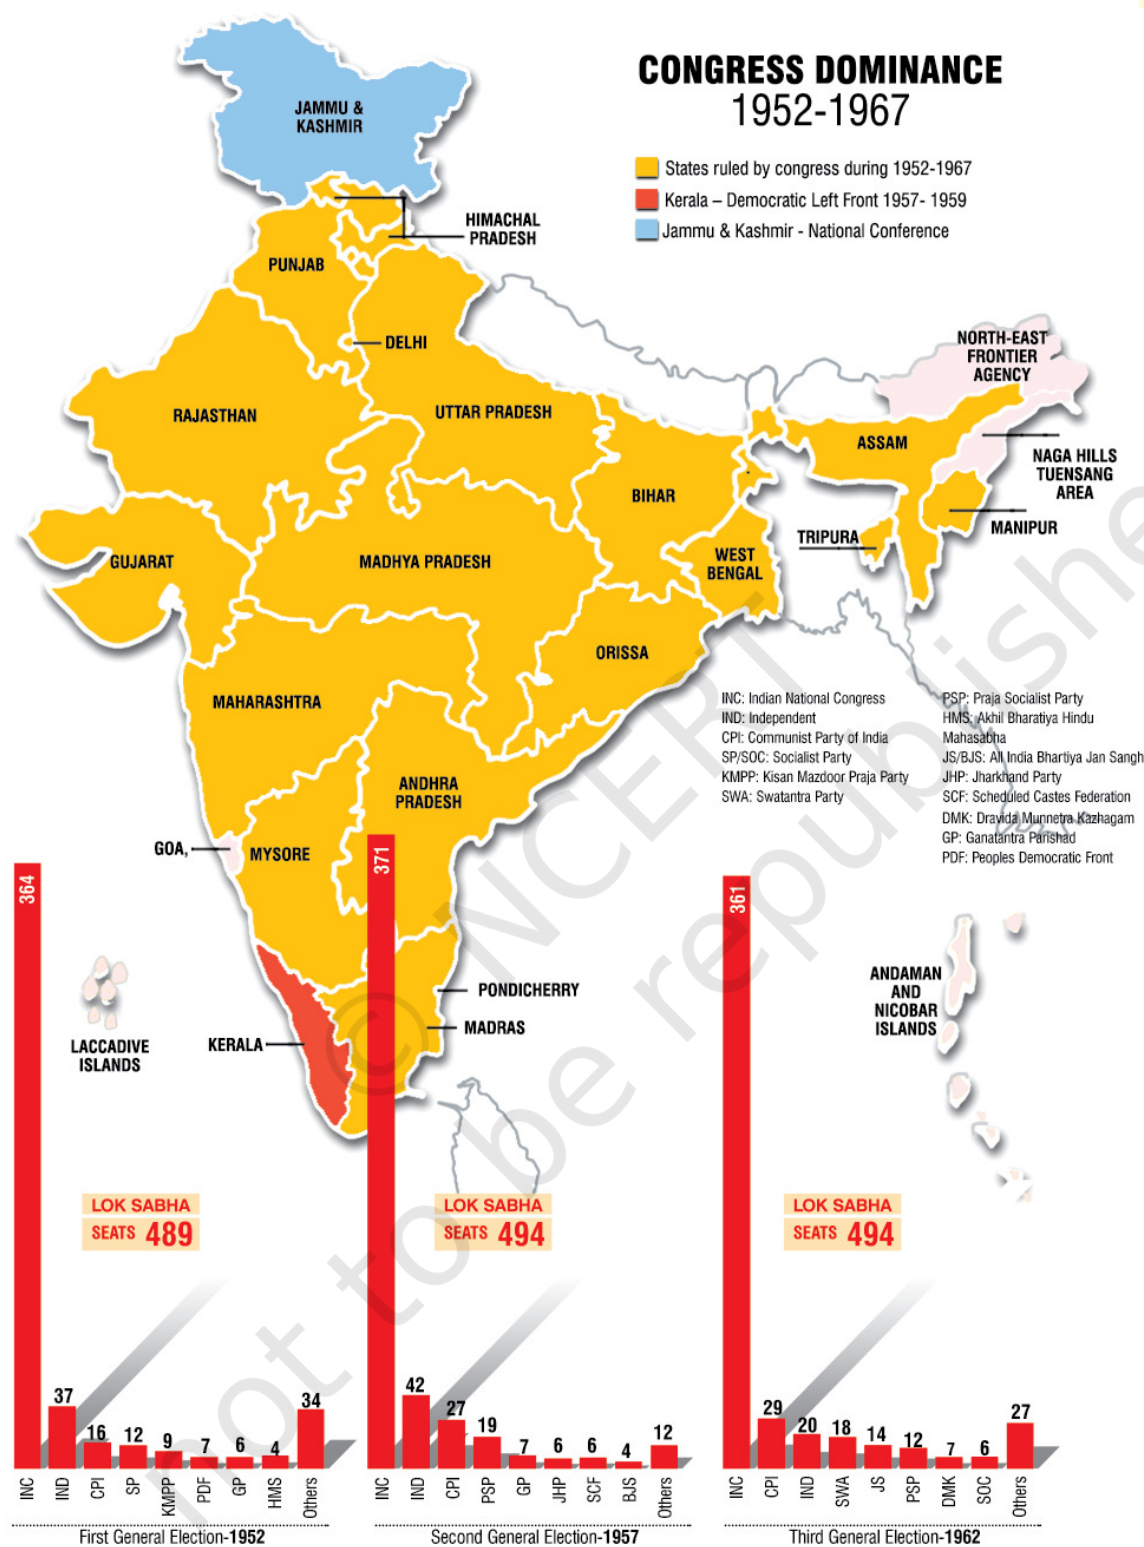 CONGRESS DOMINANCE
1952-1967
States ruled by congress during 1952-1967
Kerala – Democratic Left Front 1957- 1959
Jammu & Kashmir - National Conference
JAMMU &
KASHMIR
HIMACHAL
PRADESH
PUNJAB
DELHI
NORTH-EAST
FRONTIER
AGENCY
RAJASTHAN
UTTAR PRADESH
ASSAM
NAGA HILLS
TUENSANG
AREA
BIHAR
MANIPUR
TRIPURA
GUJARAT
MADHYA PRADESH
WEST
BENGAL
ORISSA
MAHARASHTRA
INC: Indian National Congress
IND: Independent
CPI: Communist Party of India
SP/SOC: Socialist Party
KMPP: Kisan Mazdoor Praja Party
SWA: Swatantra Party
PSP: Praja Socialist Party
HMS: Akhil Bharatiya Hindu
Mahasabha
JS/BJS: All India Bhartiya Jan Sangh
JHP: Jharkhand Party
SCF: Scheduled Castes Federation
DMK: Dravida Munnetra Kazhagam
GP: Ganatantra Parishad
PDF: Peoples Democratic Front
ANDHRA
PRADESH
GOA,
MYSORE
PONDICHERRY
MADRAS
KERALA
LACCADIVE
ISLANDS
ANDAMAN
AND
NICOBAR
ISLANDS
© NCERT
not to be republishe
LOK SABHA
SEATS 489
364
37
16
12
9
7
6
4
34
INC
IND
CPI
SP
KMPP
PDF
GP
HMS
Others
First General Election-1952
LOK SABHA
SEATS 494
371
42
27
19
7
6
6
4
12
INC
IND
CPI
PSP
GP
JHP
SCF
BJS
Others
Second General Election-1957
LOK SABHA
SEATS 494
361
29
20
18
14
12
7
6
27
INC
CPI
IND
SWA
JS
PSP
DMK
SOC
Others
Third General Election-1962